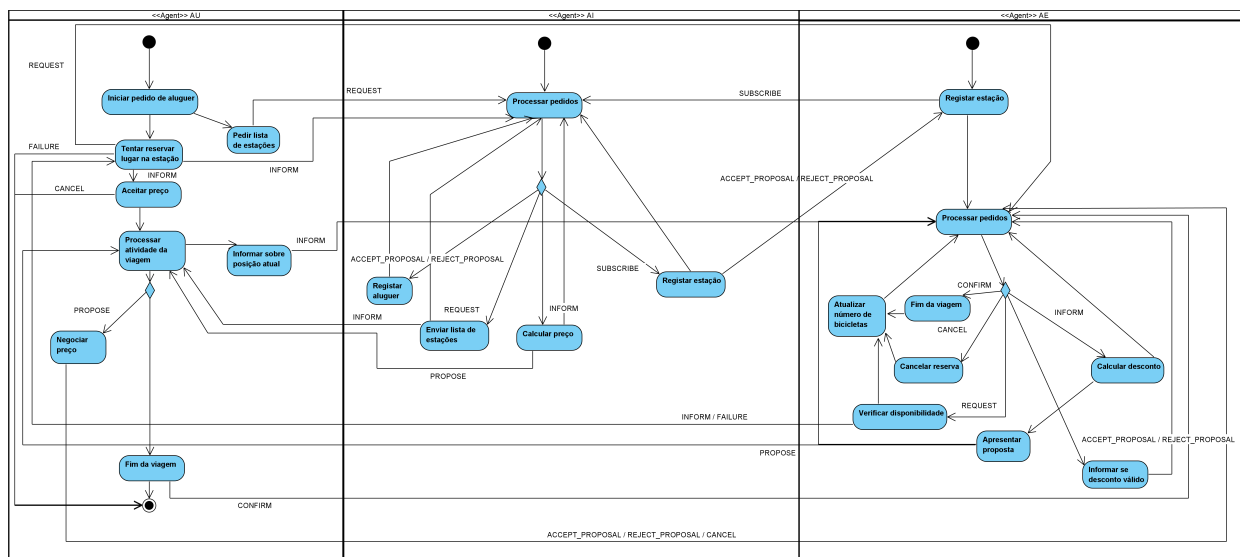 <<Agent>> AU
<<Agent>> AI
<<Agent>> AE
REQUEST
Iniciar pedido de aluguer
REQUEST
Processar pedidos
SUBSCRIBE
Registar estação
Pedir lista
de estações
FAILURE
Tentar reservar
lugar na estação
INFORM
INFORM
CANCEL
Aceitar preço
ACCEPT_PROPOSAL / REJECT_PROPOSAL
Processar pedidos
Processar
atividade da
viagem
INFORM
Informar sobre
posição atual
ACCEPT_PROPOSAL / REJECT_PROPOSAL
SUBSCRIBE
Registar
aluguer
Registar estação
CONFIRM
PROPOSE
REQUEST
INFORM
INFORM
Atualizar
número de
bicicletas
Fim da viagem
INFORM
CANCEL
Negociar
preço
Enviar lista de
estações
Calcular preço
PROPOSE
Cancelar reserva
Calcular desconto
REQUEST
INFORM / FAILURE
Verificar disponibilidade
Apresentar
proposta
ACCEPT_PROPOSAL / REJECT_PROPOSAL
PROPOSE
Fim da viagem
Informar se
desconto válido
CONFIRM
ACCEPT_PROPOSAL / REJECT_PROPOSAL / CANCEL